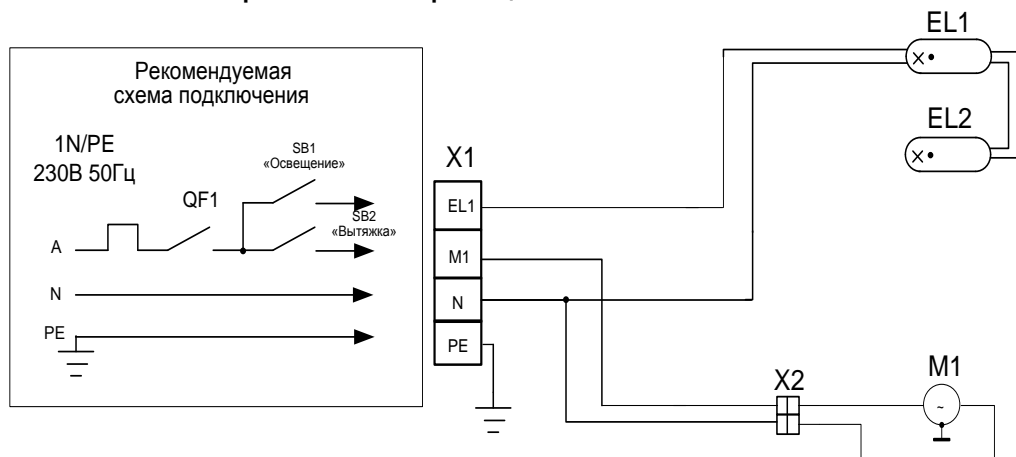 Рекомендуемая
схема подключения
1N/PE
230В 50Гц
SB1
«Освещение»
QF1
SB2
«Вытяжка»
A
N
PE
X1
EL1
M1
N
PE
EL1
EL2
X2
M1
~